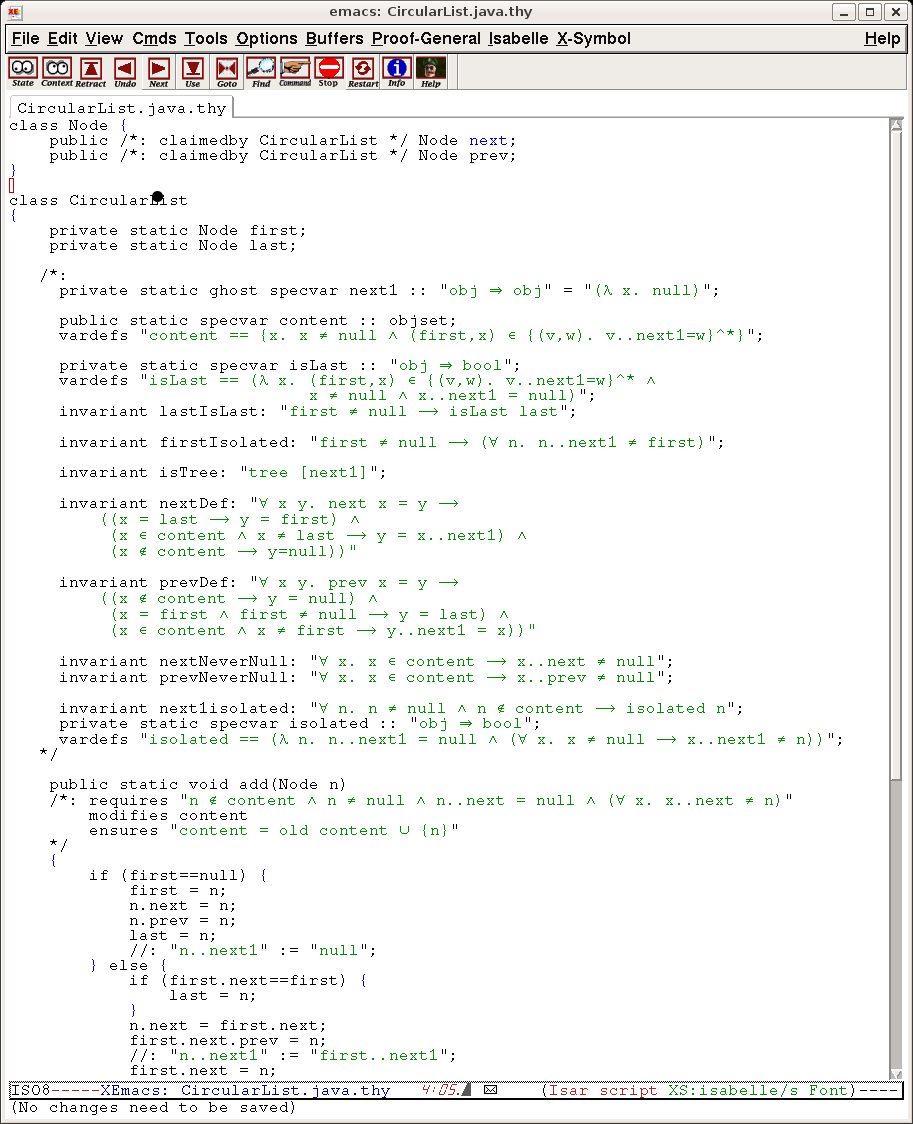 emacs: CircularList.java.thy
File Edit View Cmds Tools Options Buffers Proof-General Isabelle X-Symbol Help
State Context Retract Undo Next Use Goto Find Command Stop Restart Info Help
CircularList.java.thy
class Node {
    public /*: claimedby CircularList */ Node next;
    public /*: claimedby CircularList */ Node prev;
}
class CircularList
{
    private static Node first;
    private static Node last;
   /*:
     private static ghost specvar next1 :: "obj ⇒ obj" = "(λ x. null)";
     public static specvar content :: objset;
     vardefs "content == {x. x ≠ null ∧ (first,x) ∈ {(v,w). v..next1=w}^*}";
     private static specvar isLast :: "obj ⇒ bool";
     vardefs "isLast == (λ x. (first,x) ∈ {(v,w). v..next1=w}^* ∧
                              x ≠ null ∧ x..next1 = null)";
     invariant lastIsLast: "first ≠ null ⟶ isLast last";
     invariant firstIsolated: "first ≠ null ⟶ (∀ n. n..next1 ≠ first)";
     invariant isTree: "tree [next1]";
     invariant nextDef: "∀ x y. next x = y ⟶
         ((x = last ⟶ y = first) ∧
          (x ∈ content ∧ x ≠ last ⟶ y = x..next1) ∧
          (x ∉ content ⟶ y=null))"
     invariant prevDef: "∀ x y. prev x = y ⟶
         ((x ∉ content ⟶ y = null) ∧
          (x = first ∧ first ≠ null ⟶ y = last) ∧
          (x ∈ content ∧ x ≠ first ⟶ y..next1 = x))"
     invariant nextNeverNull: "∀ x. x ∈ content ⟶ x..next ≠ null";
     invariant prevNeverNull: "∀ x. x ∈ content ⟶ x..prev ≠ null";
     invariant next1isolated: "∀ n. n ≠ null ∧ n ∉ content ⟶ isolated n";
     private static specvar isolated :: "obj ⇒ bool";
     vardefs "isolated == (λ n. n..next1 = null ∧ (∀ x. x ≠ null ⟶ x..next1 ≠ n))";
   */
    public static void add(Node n)
    /*: requires "n ∉ content ∧ n ≠ null ∧ n..next = null ∧ (∀ x. x..next ≠ n)"
        modifies content
        ensures "content = old content ∪ {n}"
    */
    {
        if (first==null) {
            first = n;
            n.next = n;
            n.prev = n;
            last = n;
            //: "n..next1" := "null";
        } else {
            if (first.next==first) {
                last = n;
            }
            n.next = first.next;
            first.next.prev = n;
            //: "n..next1" := "first..next1";
            first.next = n;
ISO8-----XEmacs: CircularList.java.thy 4:05 (Isar script XS:isabelle/s Font)----
(No changes need to be saved)